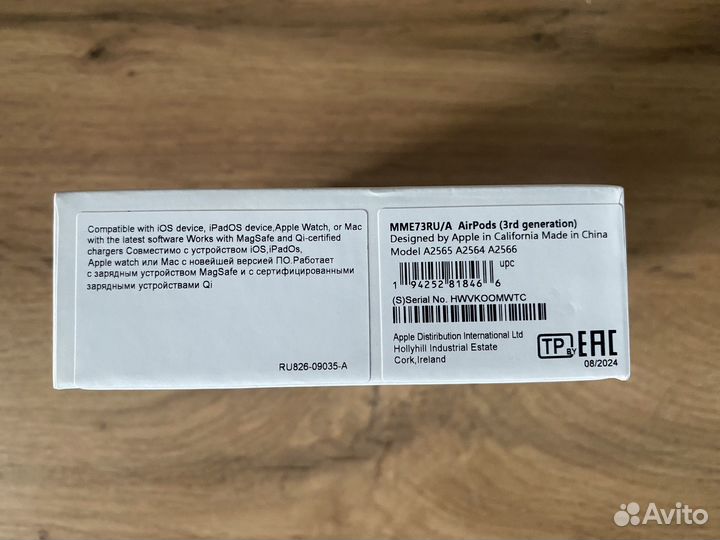 Compatible with iOS device, iPadOS device,Apple Watch, or Mac
with the latest software Works with MagSafe and Qi-certified
chargers Совместимо с устройством iOS,iPadOs,
Apple watch или Mac с новейшей версией ПО.Работает
с зарядным устройством MagSafe и с сертифицированными
зарядными устройствами Qi
RU826-09035-A
MME73RU/A AirPods (3rd generation)
Designed by Apple in California Made in China
Model A2565 A2564 A2566
upc
1 94252 81846 6
(S)Serial No. HWVKOOMWTC
Apple Distiribution International Ltd
Hollyhill Industrial Estate
Cork,Ireland
TP BY EAC
08/2024
Avito